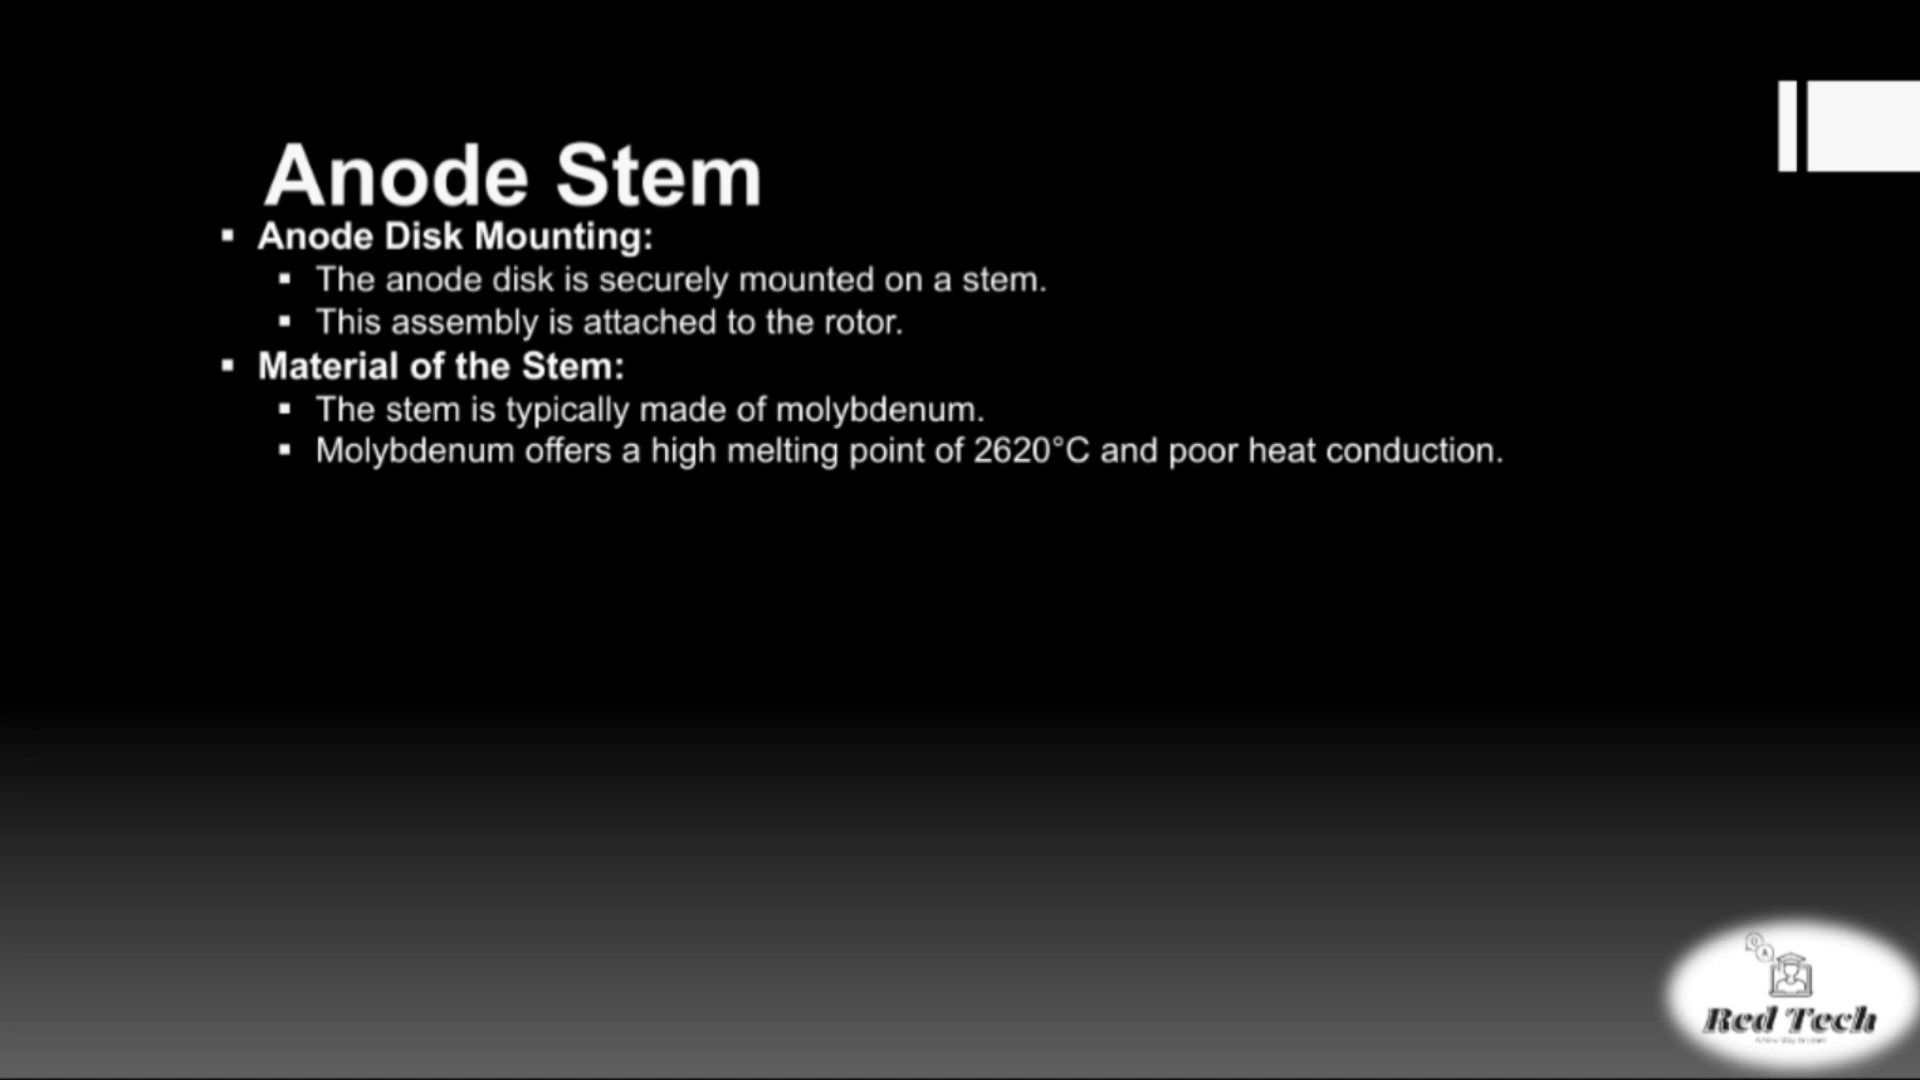 Anode Stem
▪ Anode Disk Mounting:
▪ The anode disk is securely mounted on a stem.
▪ This assembly is attached to the rotor.
▪ Material of the Stem:
▪ The stem is typically made of molybdenum.
▪ Molybdenum offers a high melting point of 2620°C and poor heat conduction.
Red Tech